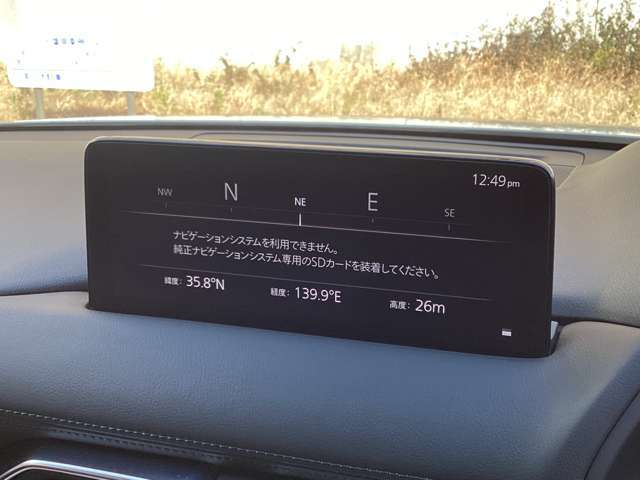 12:49pm
NW N NE E SE
ナビゲーションシステムを利用できません。
純正ナビゲーションシステム専用のSDカードを装着してください。
緯度: 35.8°N 経度: 139.9°E 高度: 26m